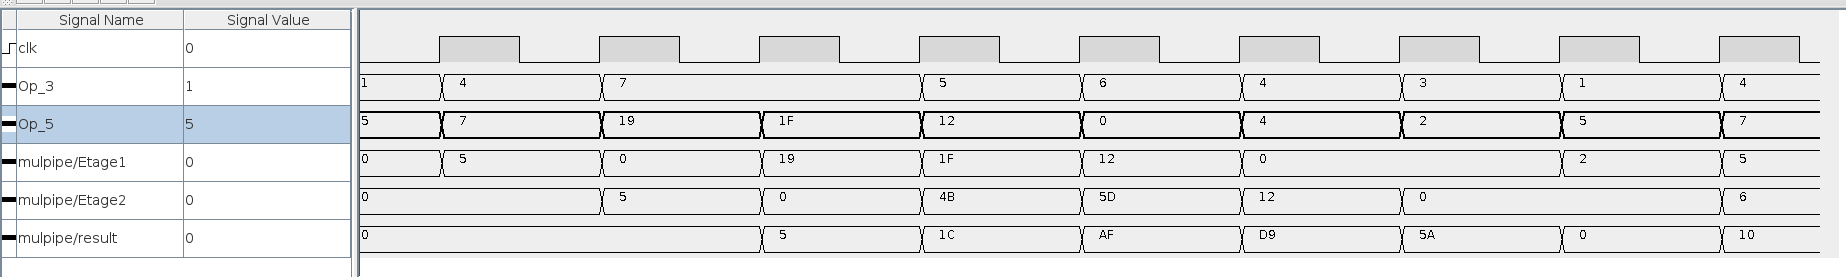 Signal Name Signal Value
clk 0
Op_3 1 1 4 7 5 6 4 3 1 4
Op_5 5 5 7 19 1F 12 0 4 2 5 7
mulpipe/Etage1 0 0 5 0 19 1F 12 0 2 5
mulpipe/Etage2 0 0 5 0 4B 5D 12 0 6
mulpipe/result 0 0 5 1C AF D9 5A 0 10